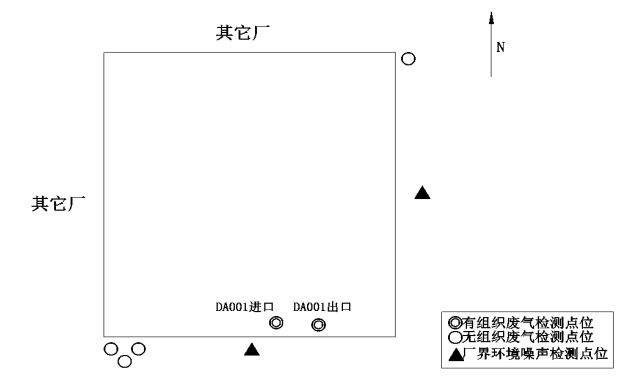 其它厂
N
其它厂
DA001进口 DA001出口
有组织废气检测点位
无组织废气检测点位
厂界环境噪声检测点位